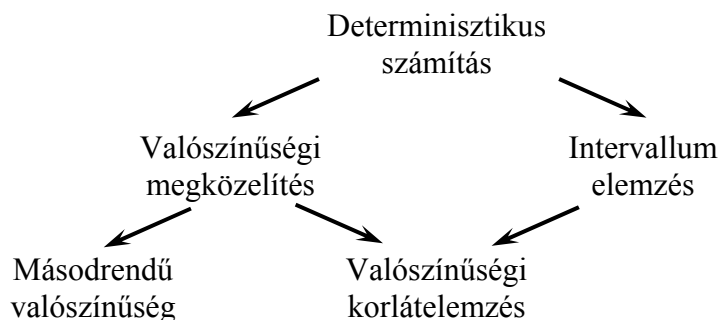 Determinisztikus
számítás
Valószínűségi
megközelítés
Intervallum
elemzés
Másodrendű
valószínűség
Valószínűségi
korlátelemzés